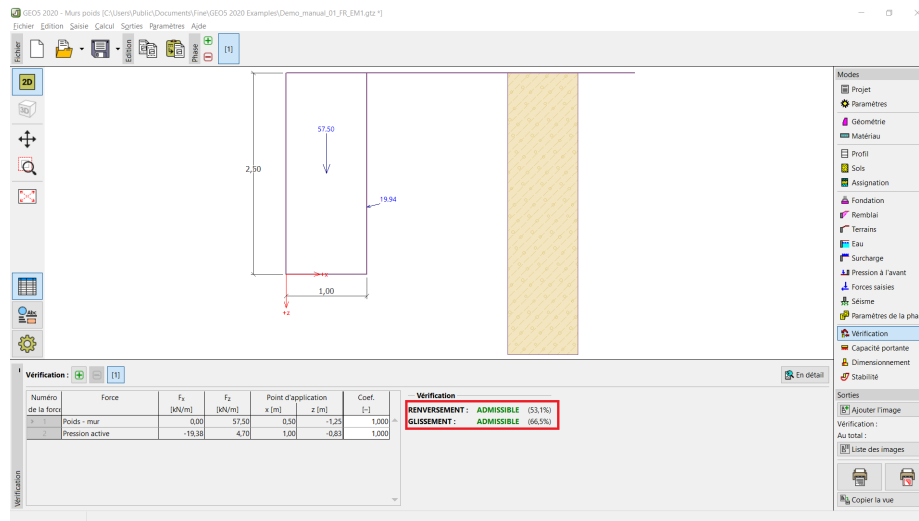 GEO5 2020 - Murs poids [C:\Users\Public\Documents\Fine\GEO5 2020 Examples\Demo_manual_01_FR_EM1.gtz *]
Fichier Edition Saisie Calcul Sorties Paramètres Aide
Fichier
Edition
Phase
[1]
2D
3D
57.50
2,50
19.94
+x
1,00
+z
Modes
Projet
Paramètres
Géométrie
Matériau
Profil
Sols
Assignation
Fondation
Remblai
Terrains
Eau
Surcharge
Pression à l'avant
Forces saisies
Séisme
Paramètres de la pha
Vérification
Capacité portante
Dimensionnement
Stabilité
Sorties
Ajouter l'image
Vérification :
Au total :
Liste des images
Copier la vue
Abc
Vérification : [1]
En détail
Numéro Force Fx Fz Point d'application Coef.
de la force [kN/m] [kN/m] x [m] z [m] [–]
1 Poids - mur 0,00 57,50 0,50 -1,25 1,000
2 Pression active -19,38 4,70 1,00 -0,83 1,000
Vérification
RENVERSEMENT : ADMISSIBLE (53,1%)
GLISSEMENT : ADMISSIBLE (66,5%)
Vérification